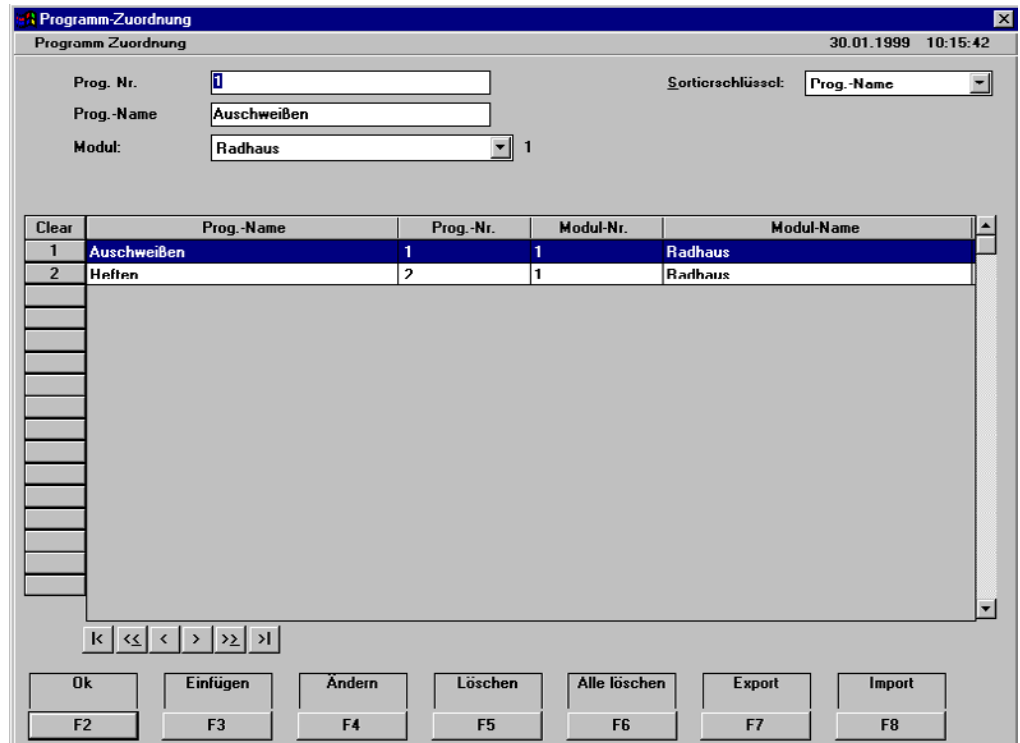 Programm-Zuordnung
Programm Zuordnung 30.01.1999 10:15:42
Prog. Nr. 1 Sortierschlüssel: Prog.-Name
Prog.-Name Auschweißen
Modul: Radhaus 1
Clear Prog.-Name Prog.-Nr. Modul-Nr. Modul-Name
1 Auschweißen 1 1 Radhaus
2 Heften 2 1 Radhaus
|< << < > >> >|
Ok Einfügen Ändern Löschen Alle löschen Export Import
F2 F3 F4 F5 F6 F7 F8